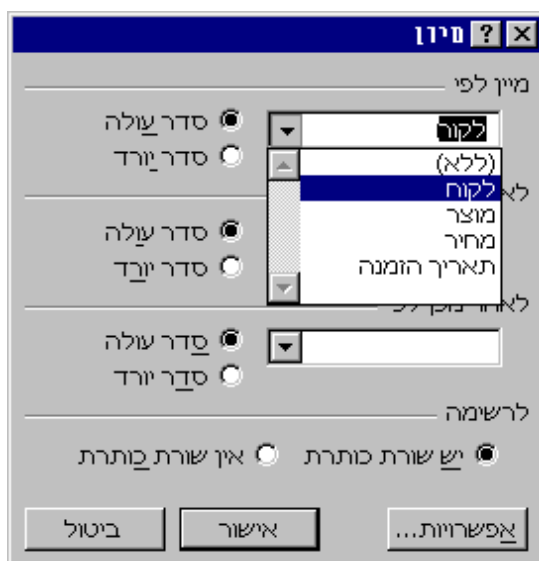 מיון
מיין לפי
לקוח
סדר עולה
סדר יורד
(ללא)
לקוח
מוצר
מחיר
תאריך הזמנה
סדר עולה
סדר יורד
סדר עולה
סדר יורד
לרשימה
יש שורת כותרת אין שורת כותרת
אפשרויות... אישור ביטול